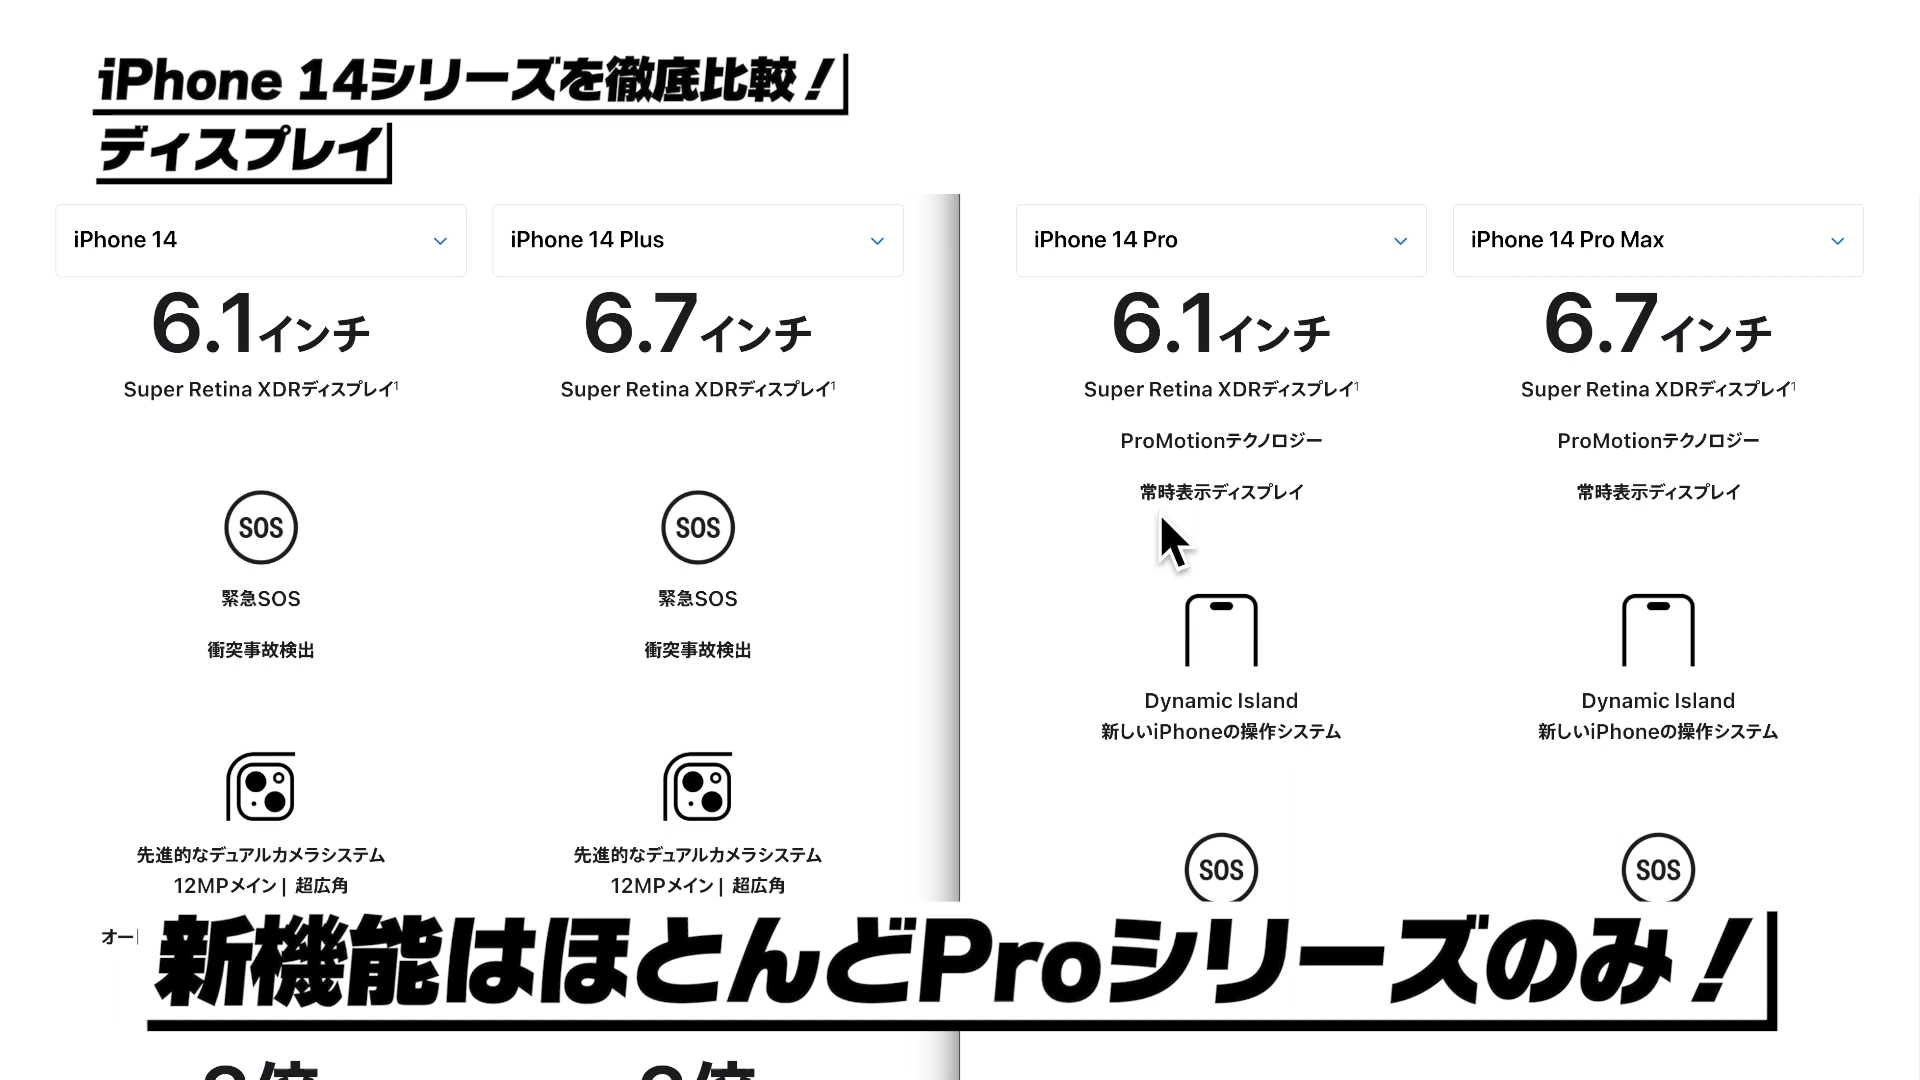 iPhone 14シリーズを徹底比較！
ディスプレイ
iPhone 14
iPhone 14 Plus
iPhone 14 Pro
iPhone 14 Pro Max
6.1インチ
6.7インチ
6.1インチ
6.7インチ
Super Retina XDRディスプレイ¹
Super Retina XDRディスプレイ¹
Super Retina XDRディスプレイ¹
Super Retina XDRディスプレイ¹
ProMotionテクノロジー
ProMotionテクノロジー
常時表示ディスプレイ
常時表示ディスプレイ
SOS
SOS
緊急SOS
緊急SOS
衝突事故検出
衝突事故検出
Dynamic Island
Dynamic Island
新しいiPhoneの操作システム
新しいiPhoneの操作システム
先進的なデュアルカメラシステム
先進的なデュアルカメラシステム
12MPメイン | 超広角
12MPメイン | 超広角
SOS
SOS
オー
新機能はほとんどProシリーズのみ！